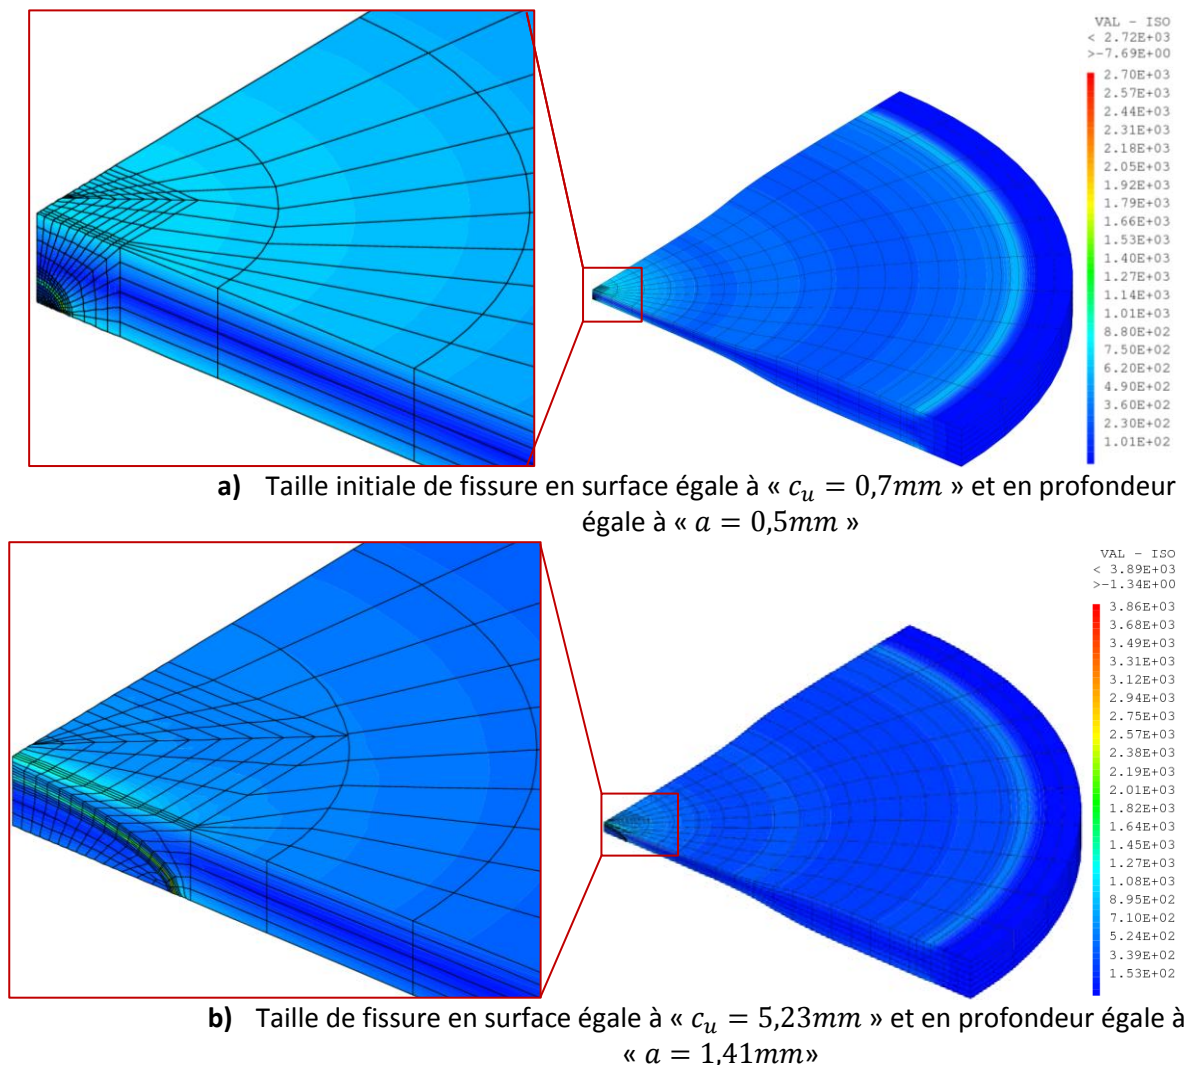 VAL - ISO
< 2.72E+03
>-7.69E+00
2.70E+03
2.57E+03
2.44E+03
2.31E+03
2.18E+03
2.05E+03
1.92E+03
1.79E+03
1.66E+03
1.53E+03
1.40E+03
1.27E+03
1.14E+03
1.01E+03
8.80E+02
7.50E+02
6.20E+02
4.90E+02
3.60E+02
2.30E+02
1.01E+02
a) Taille initiale de fissure en surface égale à « c_u = 0,7mm » et en profondeur
égale à « a = 0,5mm »
VAL - ISO
< 3.89E+03
>-1.34E+00
3.86E+03
3.68E+03
3.49E+03
3.31E+03
3.12E+03
2.94E+03
2.75E+03
2.57E+03
2.38E+03
2.19E+03
2.01E+03
1.82E+03
1.64E+03
1.45E+03
1.27E+03
1.08E+03
8.95E+02
7.10E+02
5.24E+02
3.39E+02
1.53E+02
b) Taille de fissure en surface égale à « c_u = 5,23mm » et en profondeur égale à
« a = 1,41mm»